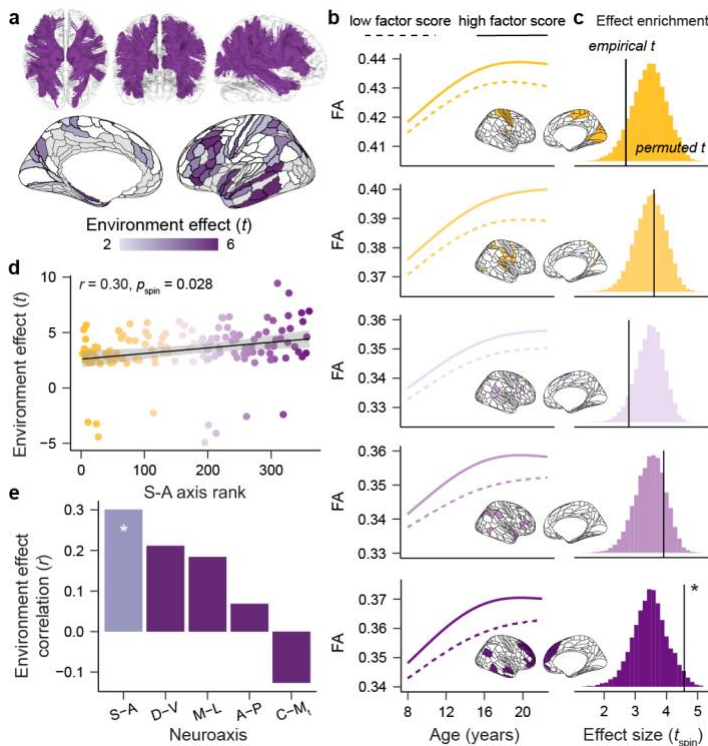 a
Environment effect (t)
2
6
b
low factor score
high factor score
FA
0.44
0.43
0.42
0.41
FA
0.40
0.39
0.38
0.37
FA
0.36
0.34
0.33
FA
0.36
0.34
0.33
FA
0.37
0.36
0.35
0.34
8
12
16
20
Age (years)
c
Effect enrichment
empirical t
permuted t
*
2
3
4
5
Effect size (tspin)
d
r = 0.30, pspin = 0.028
Environment effect (t)
10
5
0
−5
0
100
200
300
S-A axis rank
e
Environment effect
correlation (r)
0.3
0.2
0.1
0.0
−0.1
*
S–A
D–V
M–L
A–P
C–Mt
Neuroaxis